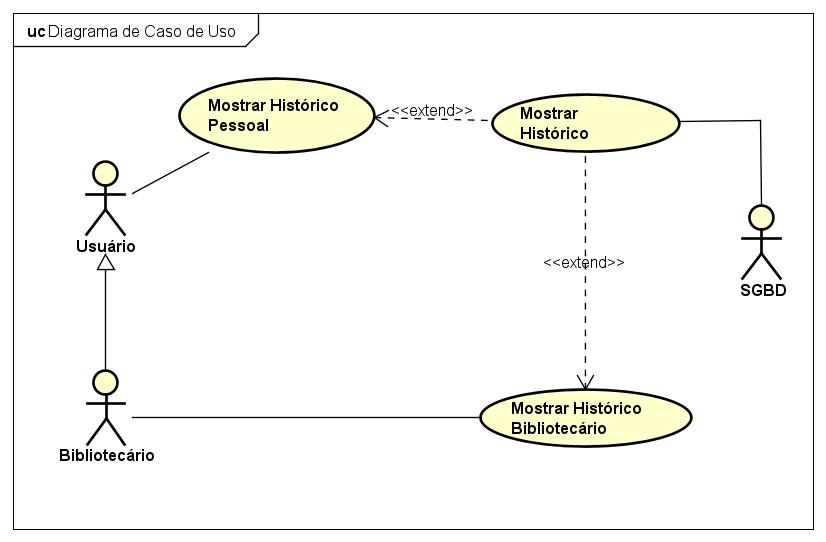 uc Diagrama de Caso de Uso
Mostrar Histórico
Pessoal
<<extend>>
Mostrar
Histórico
Usuário
<<extend>>
SGBD
Mostrar Histórico
Bibliotecário
Bibliotecário